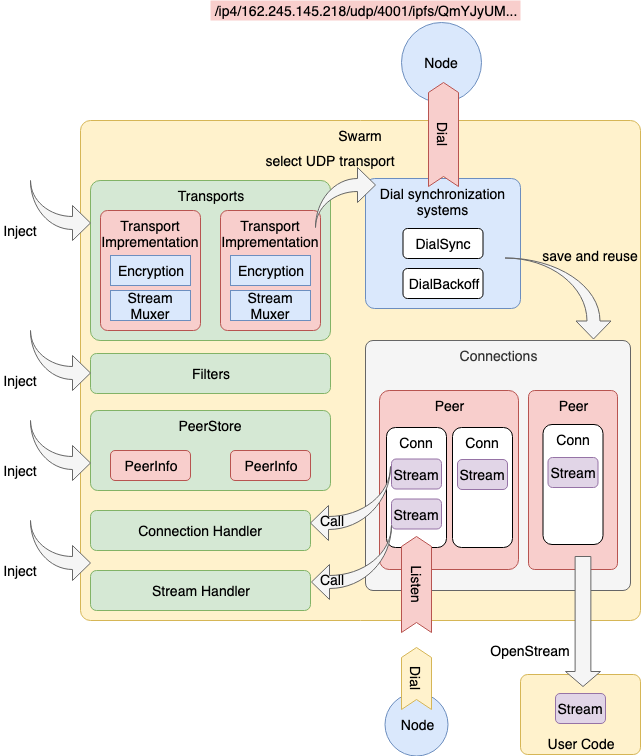 /ip4/162.245.145.218/udp/4001/ipfs/QmYJyUM...
Node
Dial
Swarm
select UDP transport
Transports
Inject
Transport
Imprementation
Encryption
Stream
Muxer
Transport
Imprementation
Encryption
Stream
Muxer
Dial synchronization
systems
DialSync
DialBackoff
save and reuse
Inject
Filters
Connections
Peer
Conn
Stream
Stream
Conn
Stream
Peer
Conn
Stream
Inject
PeerStore
PeerInfo
PeerInfo
Connection Handler
Call
Inject
Stream Handler
Call
Listen
Dial
Node
OpenStream
Stream
User Code